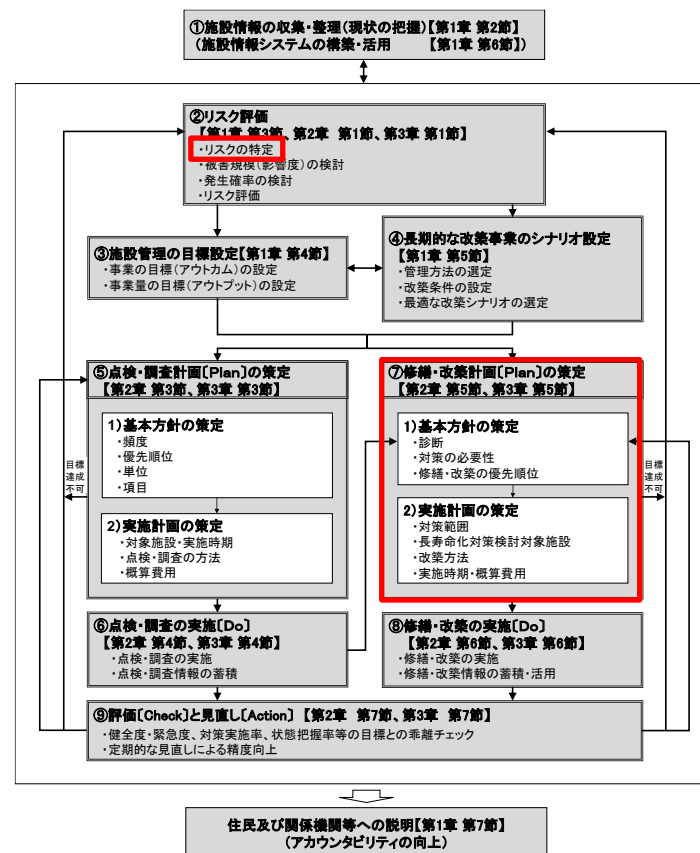 ①施設情報の収集・整理(現状の把握)【第1章 第2節】
(施設情報システムの構築・活用 【第1章 第6節】)
②リスク評価
【第1章 第3節、第2章 第1節、第3章 第1節】
・リスクの特定
・被害規模(影響度)の検討
・発生確率の検討
・リスク評価
③施設管理の目標設定【第1章 第4節】
・事業の目標(アウトカム)の設定
・事業量の目標(アウトプット)の設定
④長期的な改築事業のシナリオ設定
【第1章 第5節】
・管理方法の選定
・改築条件の設定
・最適な改築シナリオの選定
⑤点検・調査計画〔Plan〕の策定
【第2章 第3節、第3章 第3節】
1)基本方針の策定
・頻度
・優先順位
・単位
・項目
2)実施計画の策定
・対象施設・実施時期
・点検・調査の方法
・概算費用
目標
達成
不可
⑦修繕・改築計画〔Plan〕の策定
【第2章 第5節、第3章 第5節】
1)基本方針の策定
・診断
・対策の必要性
・修繕・改築の優先順位
2)実施計画の策定
・対策範囲
・長寿命化対策検討対象施設
・改築方法
・実施時期・概算費用
目標
達成
不可
⑥点検・調査の実施〔Do〕
【第2章 第4節、第3章 第4節】
・点検・調査の実施
・点検・調査情報の蓄積
⑧修繕・改築の実施〔Do〕
【第2章 第6節、第3章 第6節】
・修繕・改築の実施
・修繕・改築情報の蓄積・活用
⑨評価〔Check〕と見直し〔Action〕 【第2章 第7節、第3章 第7節】
・健全度・緊急度、対策実施率、状態把握率等の目標との乖離チェック
・定期的な見直しによる精度向上
住民及び関係機関等への説明【第1章 第7節】
(アカウンタビリティの向上)